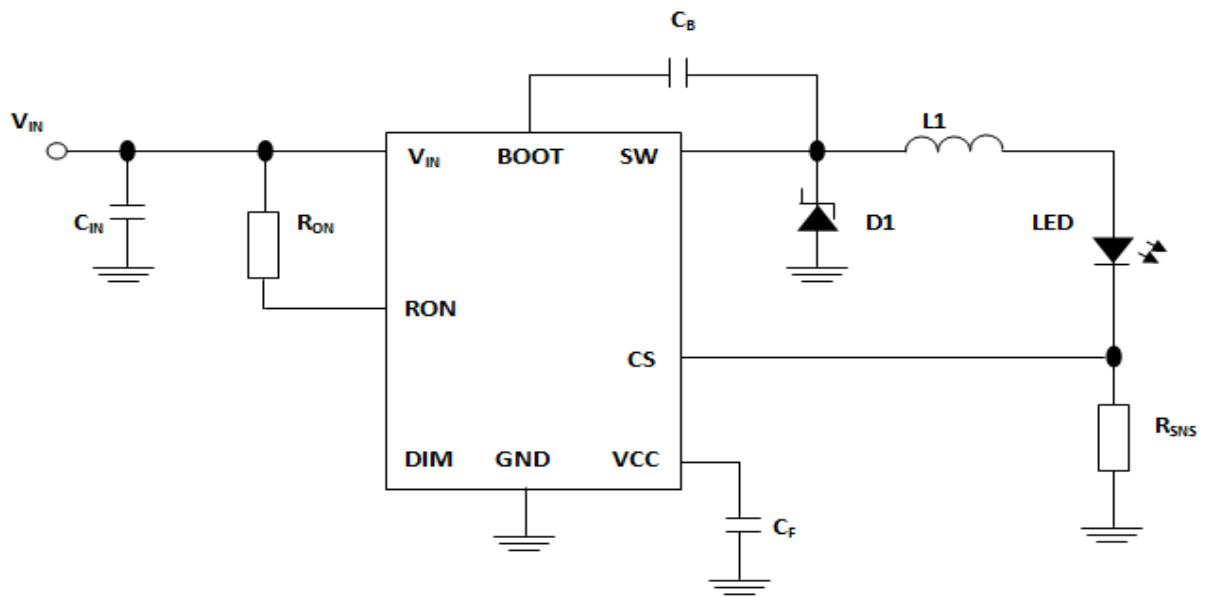 C_B
V_IN
L1
V_IN BOOT SW
C_IN
R_ON
D1
LED
RON
CS
R_SNS
DIM GND VCC
C_F